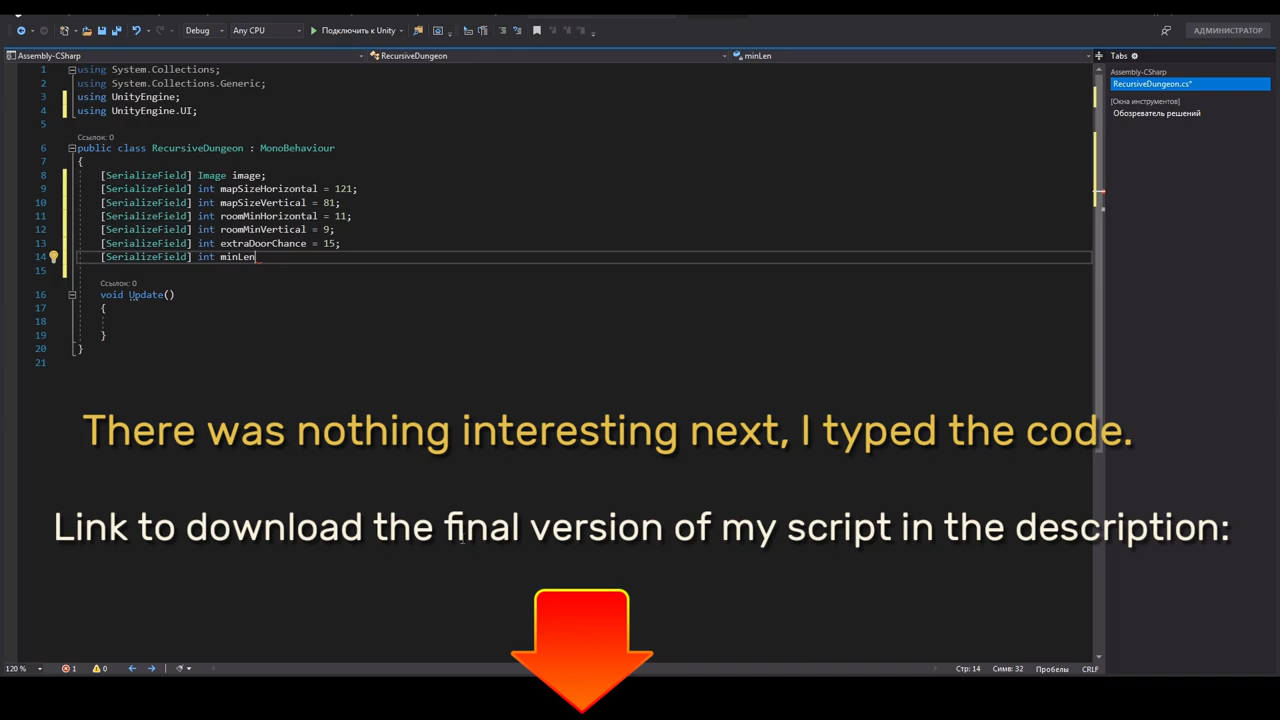 Debug
Any CPU
Подключить к Unity
АДМИНИСТРАТОР
Assembly-CSharp
RecursiveDungeon
minLen
Tabs
Assembly-CSharp
RecursiveDungeon.cs*
[Окна инструментов]
Обозреватель решений
1 using System.Collections;
2 using System.Collections.Generic;
3 using UnityEngine;
4 using UnityEngine.UI;
5
Ссылок: 0
6 public class RecursiveDungeon : MonoBehaviour
7 {
8 [SerializeField] Image image;
9 [SerializeField] int mapSizeHorizontal = 121;
10 [SerializeField] int mapSizeVertical = 81;
11 [SerializeField] int roomMinHorizontal = 11;
12 [SerializeField] int roomMinVertical = 9;
13 [SerializeField] int extraDoorChance = 15;
14 [SerializeField] int minLen
15
Ссылок: 0
16 void Update()
17 {
18
19 }
20 }
21
There was nothing interesting next, I typed the code.
Link to download the final version of my script in the description:
120 %
1
0
Стр: 14
Симв: 32
Пробелы
CRLF